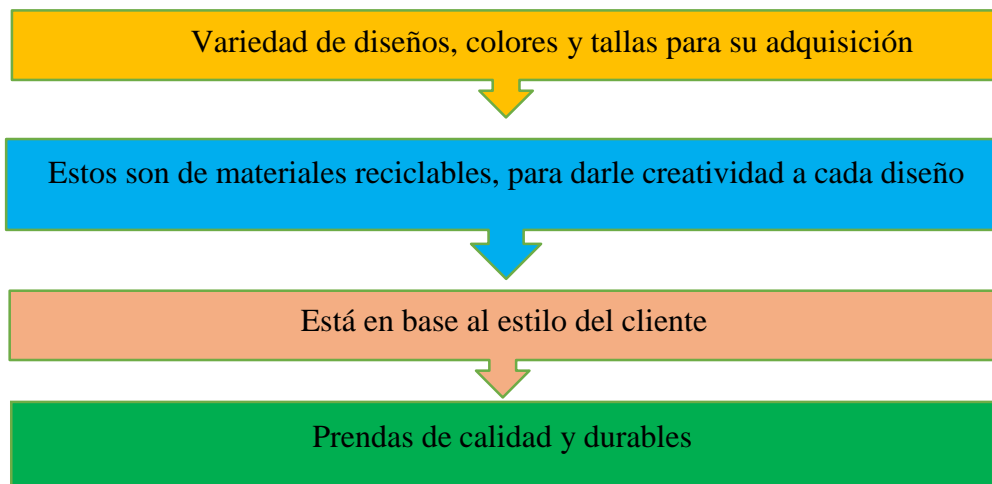 Variedad de diseños, colores y tallas para su adquisición
Estos son de materiales reciclables, para darle creatividad a cada diseño
Está en base al estilo del cliente
Prendas de calidad y durables